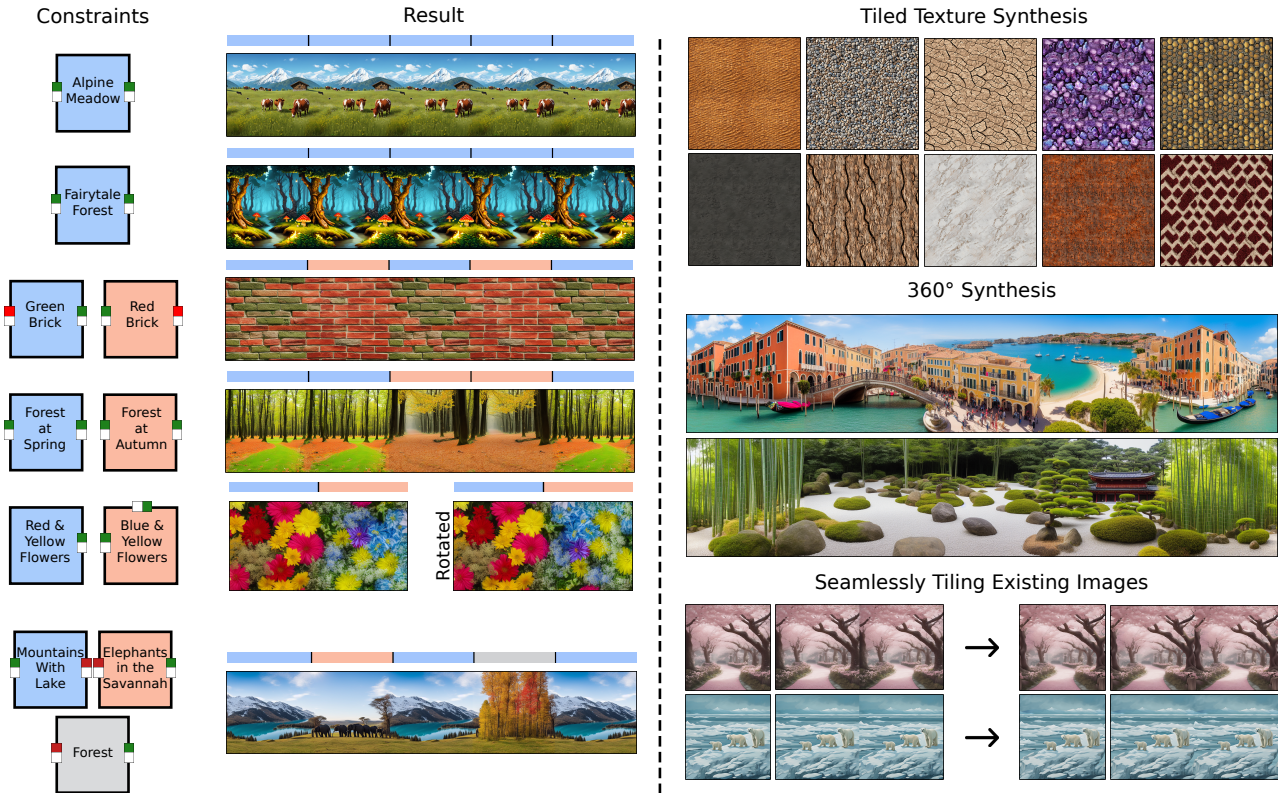 Constraints
Result
Alpine
Meadow
Fairytale
Forest
Green
Brick
Red
Brick
Forest
at
Spring
Forest
at
Autumn
Red &
Yellow
Flowers
Blue &
Yellow
Flowers
Rotated
Mountains
With
Lake
Elephants
in the
Savannah
Forest
Tiled Texture Synthesis
360° Synthesis
Seamlessly Tiling Existing Images